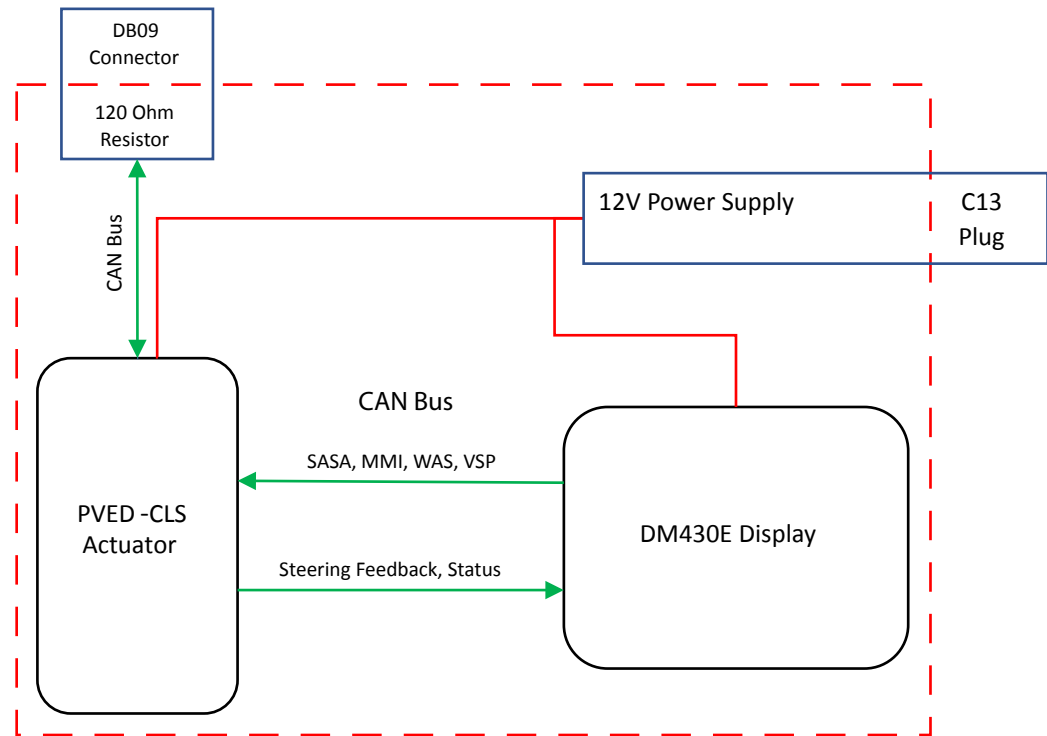 DB09
Connector
120 Ohm
Resistor
12V Power Supply
C13
Plug
CAN Bus
CAN Bus
SASA, MMI, WAS, VSP
PVED -CLS
Actuator
DM430E Display
Steering Feedback, Status